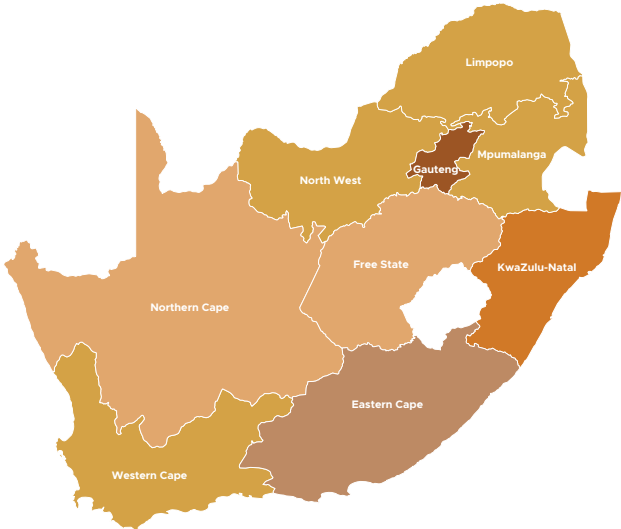 Limpopo
Mpumalanga
Gauteng
North West
Free State
KwaZulu-Natal
Northern Cape
Eastern Cape
Western Cape